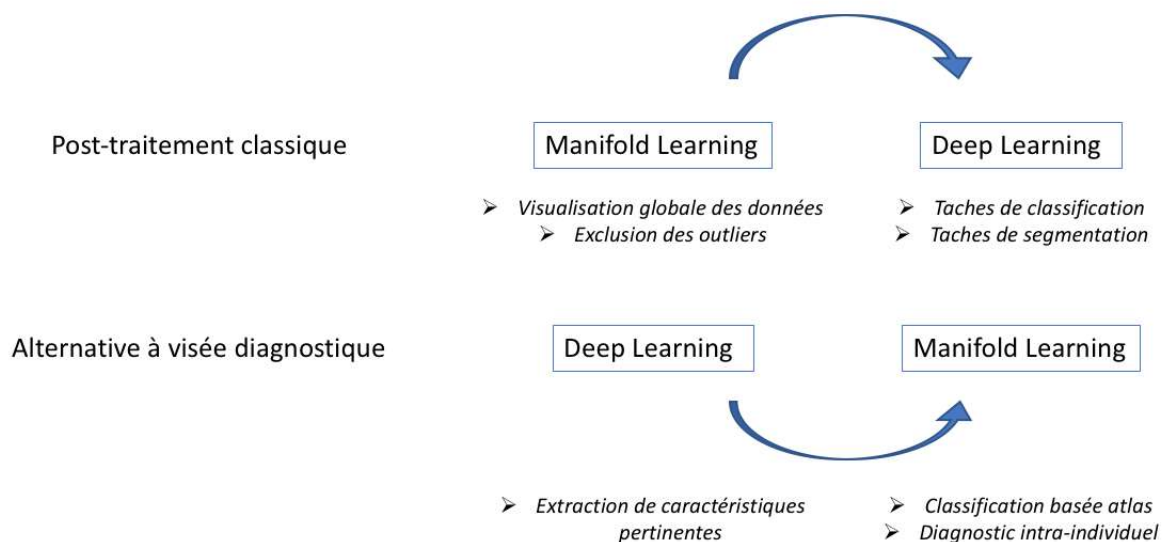 Post-traitement classique
Manifold Learning
Deep Learning
➢ Visualisation globale des données
➢ Exclusion des outliers
➢ Taches de classification
➢ Taches de segmentation
Alternative à visée diagnostique
Deep Learning
Manifold Learning
➢ Extraction de caractéristiques
pertinentes
➢ Classification basée atlas
➢ Diagnostic intra-individuel